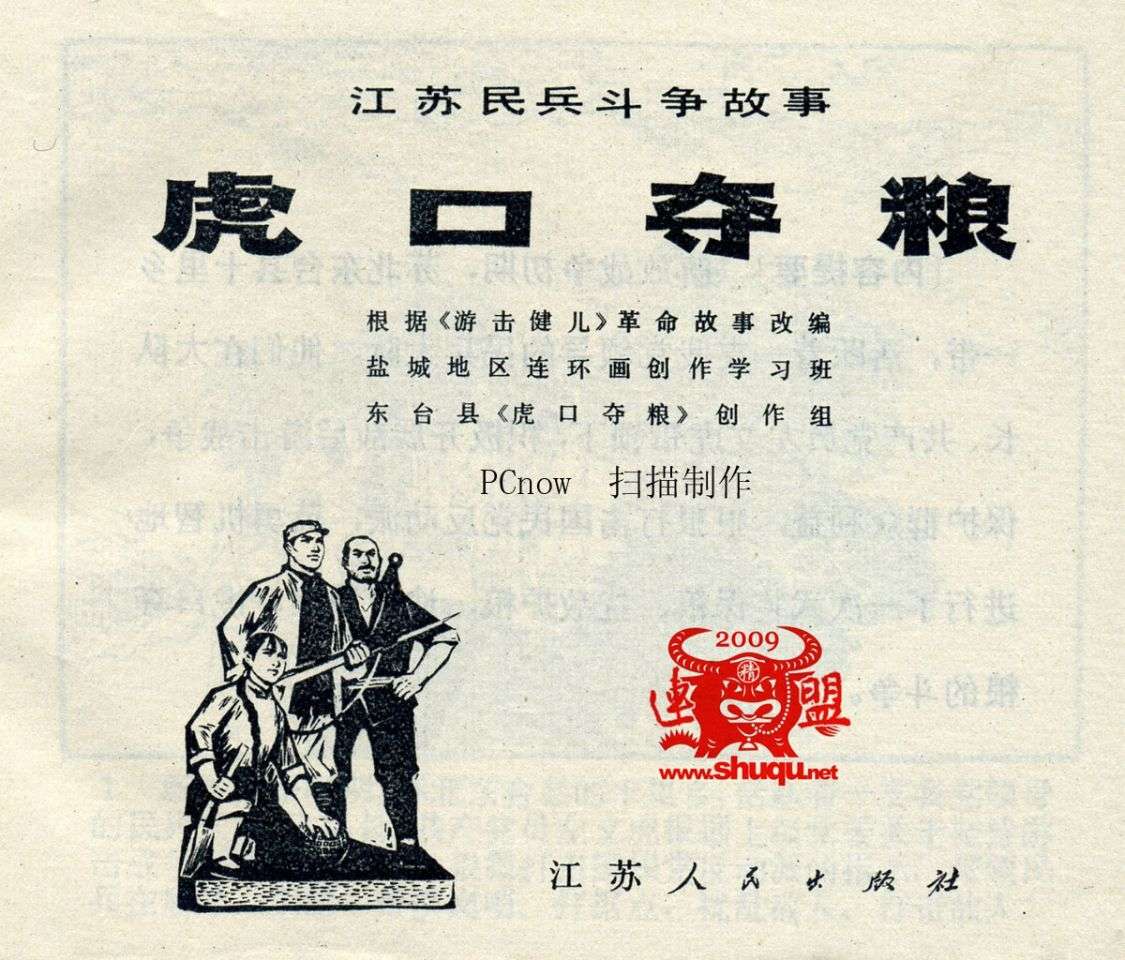 江苏民兵斗争故事
虎口夺粮
根据《游击健儿》革命故事改编
盐城地区连环画创作学习班
东台县《虎口夺粮》创作组
PCnow 扫描制作
2009
精
连盟
www.shuqu.net
江苏人民出版社